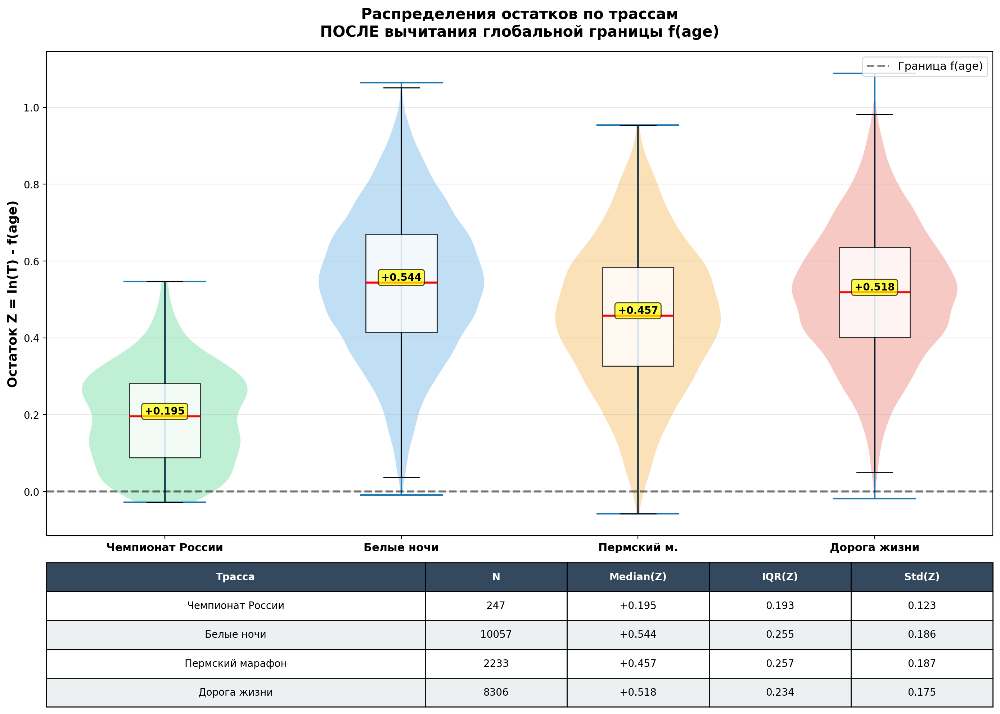 Распределения остатков по трассам
ПОСЛЕ вычитания глобальной границы f(age)
Граница f(age)
Остаток Z = ln(T) - f(age)
1.0
0.8
0.6
0.4
0.2
0.0
+0.195
+0.544
+0.457
+0.518
Чемпионат России Белые ночи Пермский м. Дорога жизни
Трасса N Median(Z) IQR(Z) Std(Z)
Чемпионат России 247 +0.195 0.193 0.123
Белые ночи 10057 +0.544 0.255 0.186
Пермский марафон 2233 +0.457 0.257 0.187
Дорога жизни 8306 +0.518 0.234 0.175